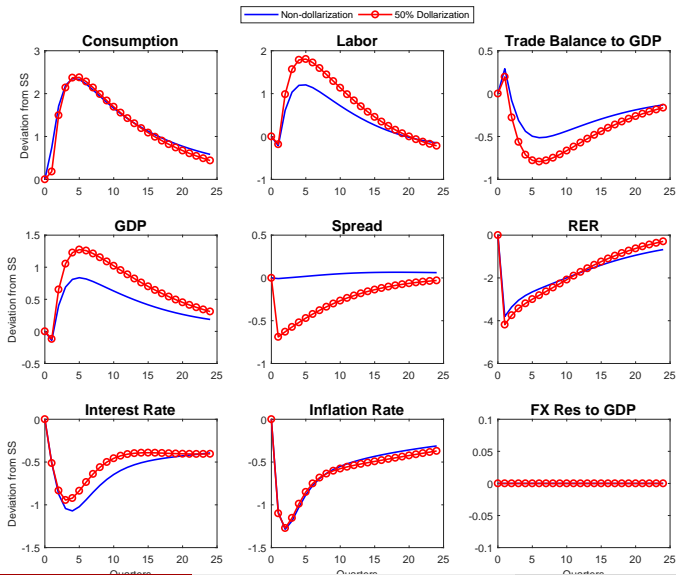 Non-dollarization 50% Dollarization
Consumption Labor Trade Balance to GDP
Deviation from SS
3 2 1 0
2 1 0 -1
0.5 0 -0.5 -1
0 5 10 15 20 25 0 5 10 15 20 25 0 5 10 15 20 25
GDP Spread RER
Deviation from SS
1.5 1 0.5 0 -0.5
0.5 0 -0.5 -1
0 -2 -4 -6
0 5 10 15 20 25 0 5 10 15 20 25 0 5 10 15 20 25
Interest Rate Inflation Rate FX Res to GDP
Deviation from SS
0 -0.5 -1 -1.5
0 -0.5 -1 -1.5
0.1 0.05 0 -0.05 -0.1
0 5 10 15 20 25 0 5 10 15 20 25 0 5 10 15 20 25
Quarters Quarters Quarters